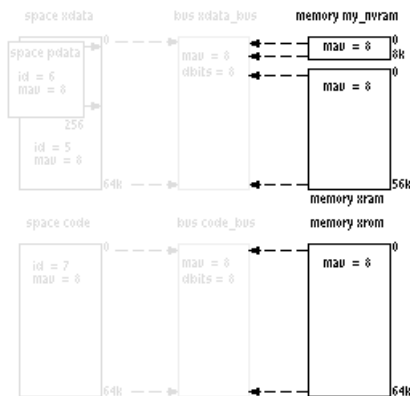 space xdata bus xdata_bus memory my_nvram
0 0
mau = 8
8k
space pdata mau = 8 0
dbits = 8 mau = 8
id = 6
mau = 8
256
id = 5
mau = 8
64k 56k
memory xram
space code bus code_bus memory xrom
0 0
id = 7 mau = 8 mau = 8
mau = 8 dbits = 8
64k 64k